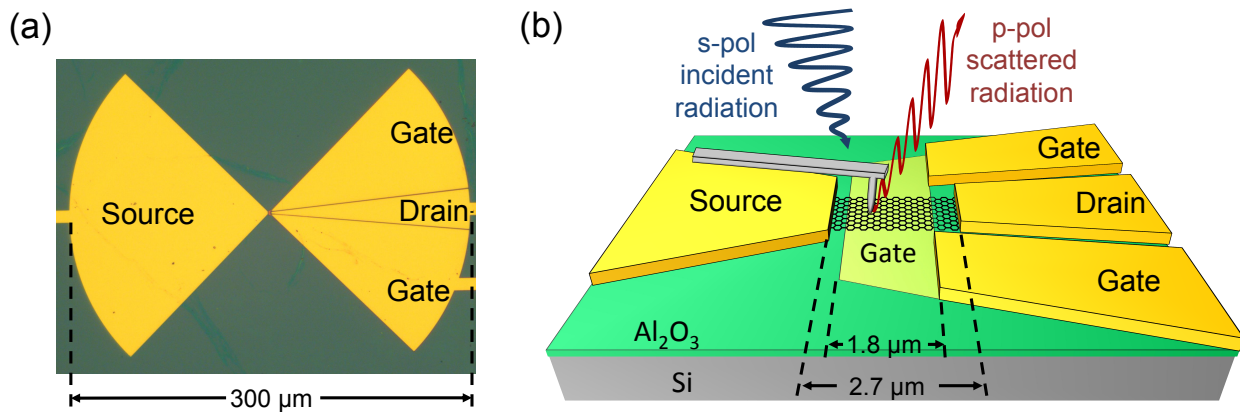 (a)
Gate
Source
Drain
Gate
300 µm
(b)
s-pol
incident
radiation
p-pol
scattered
radiation
Gate
Source
Drain
Gate
Gate
Al₂O₃
1.8 µm
Si
2.7 µm